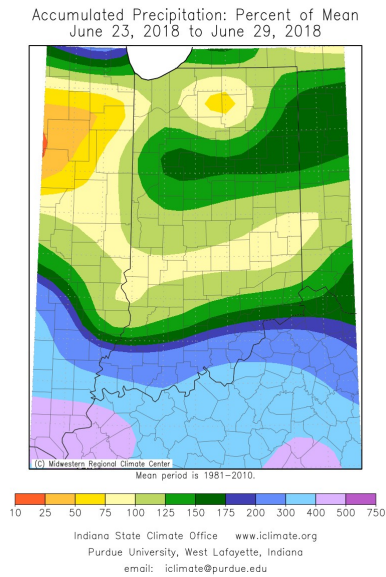 Accumulated Precipitation: Percent of Mean
June 23, 2018 to June 29, 2018
(C) Midwestern Regional Climate Center
Mean period is 1981-2010.
10 25 50 75 100 125 150 175 200 300 400 500 750
Indiana State Climate Office www.iclimate.org
Purdue University, West Lafayette, Indiana
email: iclimate@purdue.edu